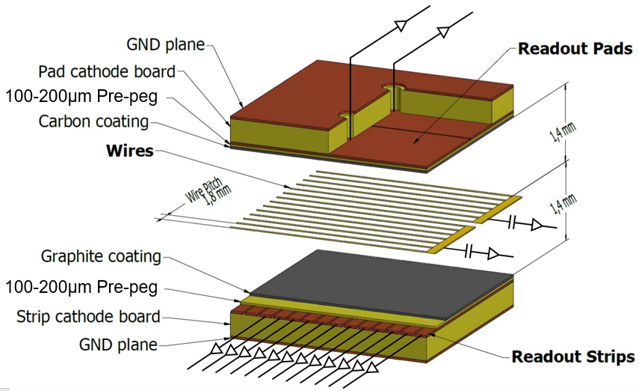 GND plane
Pad cathode board
100-200μm Pre-peg
Carbon coating
Wires
Readout Pads
1,4 mm
Wire Pitch
1,8 mm
1,4 mm
Graphite coating
100-200μm Pre-peg
Strip cathode board
GND plane
Readout Strips